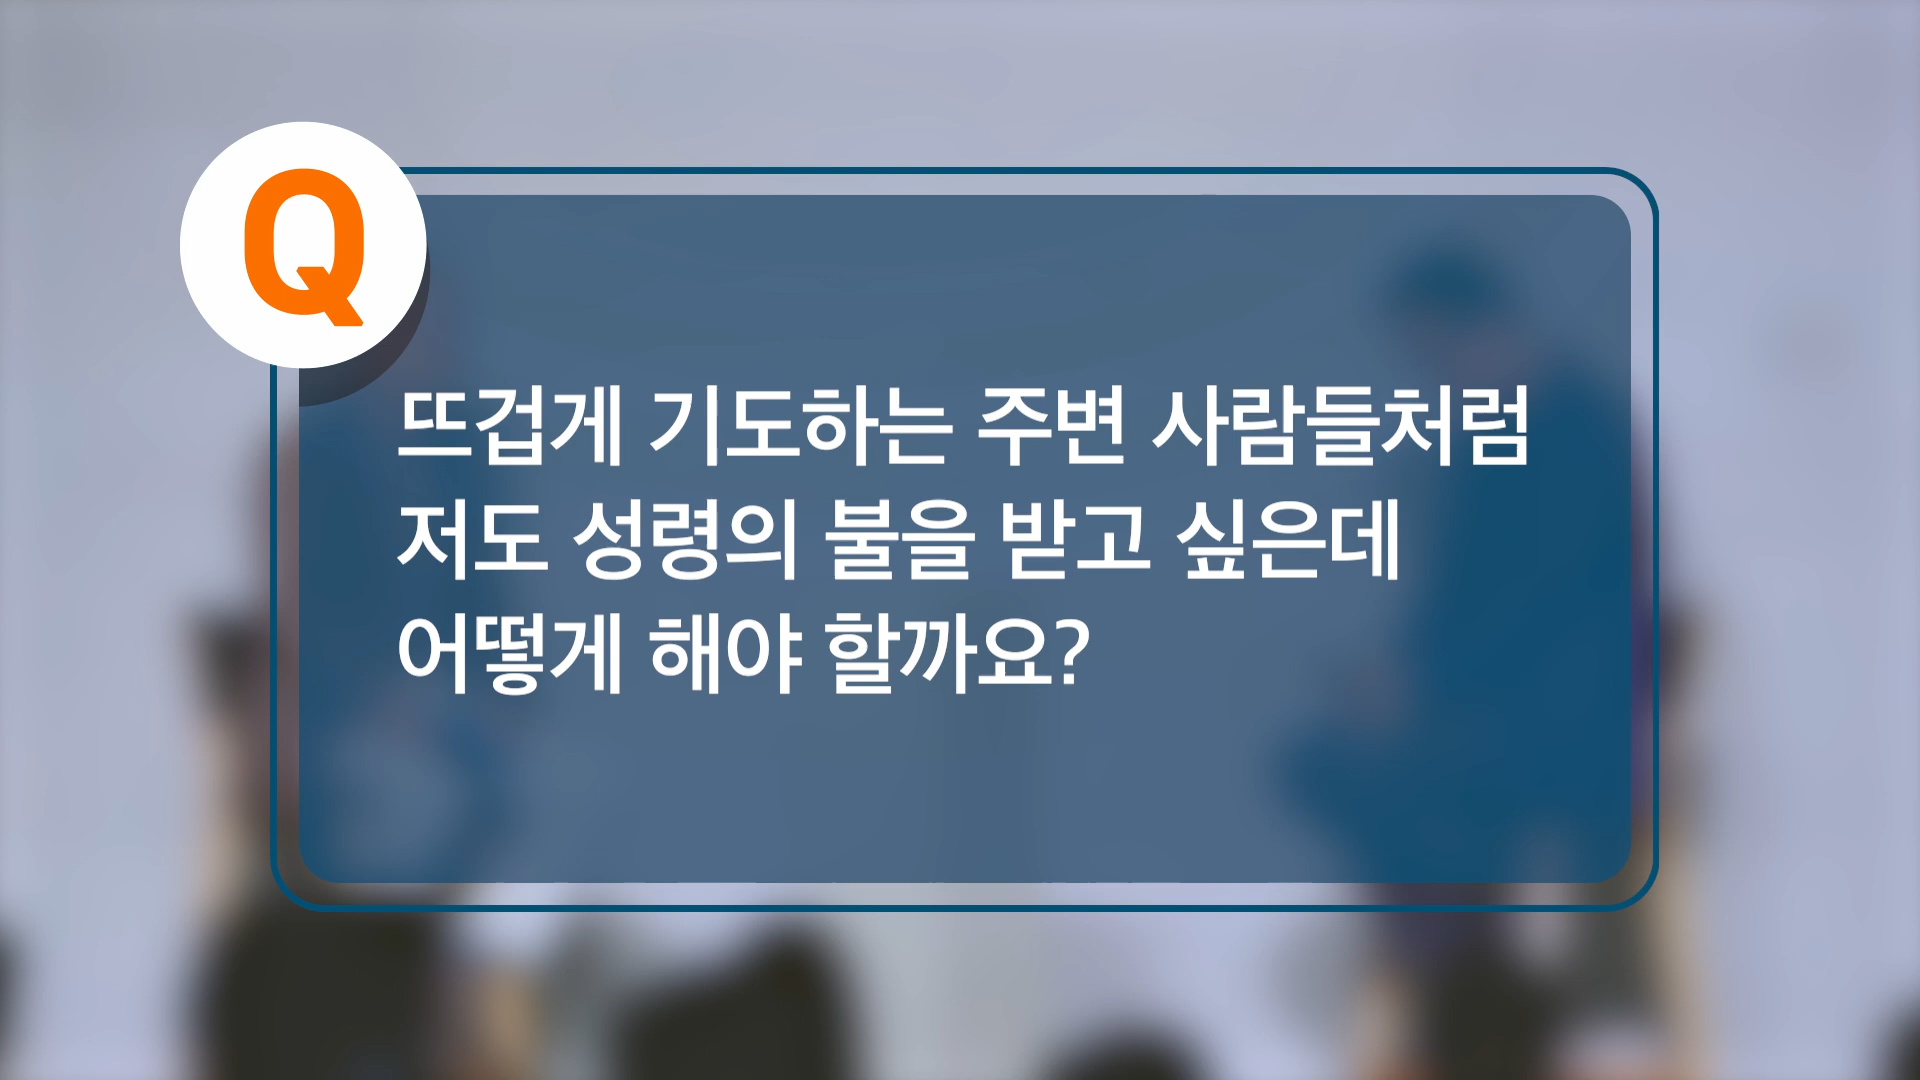 Q
뜨겁게 기도하는 주변 사람들처럼
저도 성령의 불을 받고 싶은데
어떻게 해야 할까요?